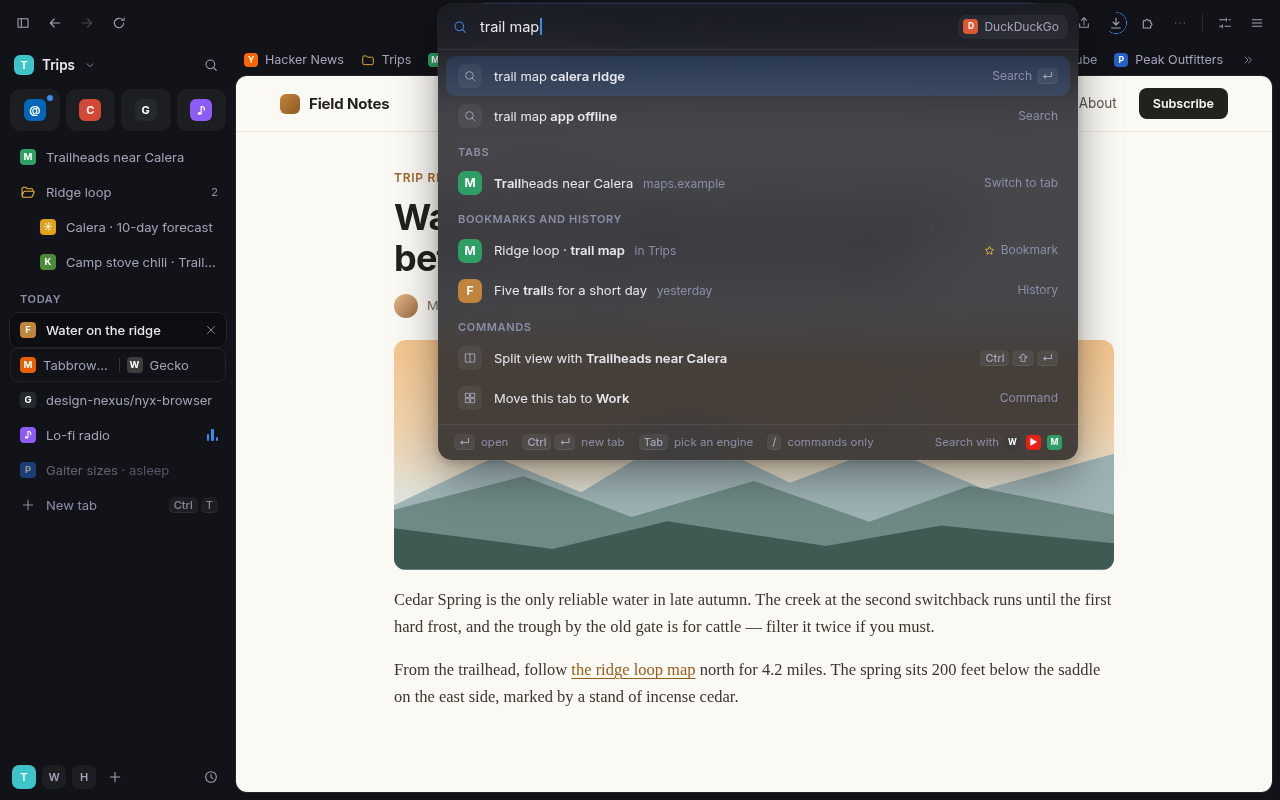 trail map
D DuckDuckGo
T Trips
Y Hacker News
Trips
M
P Peak Outfitters
@ C G
trail map calera ridge Search
Field Notes
About
Subscribe
trail map app offline Search
M Trailheads near Calera
TABS
TRIP
M Trailheads near Calera maps.example Switch to tab
Ridge loop 2
BOOKMARKS AND HISTORY
Calera · 10-day forecast
M Ridge loop · trail map in Trips Bookmark
K Camp stove chili · Trail...
F Five trails for a short day yesterday History
TODAY
M
COMMANDS
F Water on the ridge
Split view with Trailheads near Calera Ctrl
M Tabbrow... W Gecko
Move this tab to Work Command
G design-nexus/nyx-browser
Lo-fi radio
open Ctrl new tab Tab pick an engine / commands only Search with W M
P Gaiter sizes · asleep
New tab Ctrl T
Cedar Spring is the only reliable water in late autumn. The creek at the second switchback runs until the first
hard frost, and the trough by the old gate is for cattle — filter it twice if you must.
From the trailhead, follow the ridge loop map north for 4.2 miles. The spring sits 200 feet below the saddle
on the east side, marked by a stand of incense cedar.
T W H